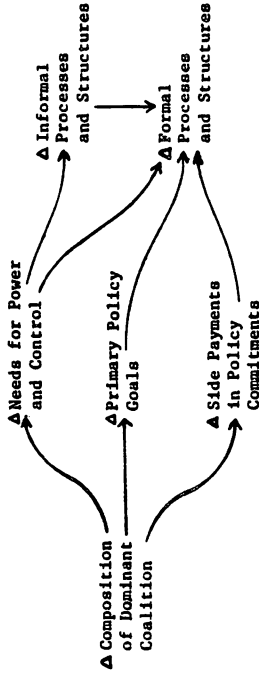 Δ Composition
of Dominant
Coalition
Δ Needs for Power
and Control
Δ Primary Policy
Goals
Δ Side Payments
in Policy
Commitments
Δ Informal
Processes
and Structures
Δ Formal
Processes
and Structures